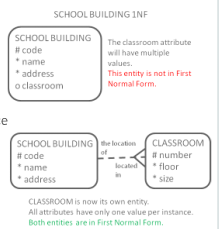 SCHOOL BUILDING 1NF
SCHOOL BUILDING
# code
* name
* address
o classroom
The classroom attribute
will have multiple
values.
This entity is not in First
Normal Form.
ce
SCHOOL BUILDING
# code
* name
* address
the location
of
located
in
CLASSROOM
# number
* floor
* size
CLASSROOM is now its own entity.
All attributes have only one value per instance.
Both entities are in First Normal Form.